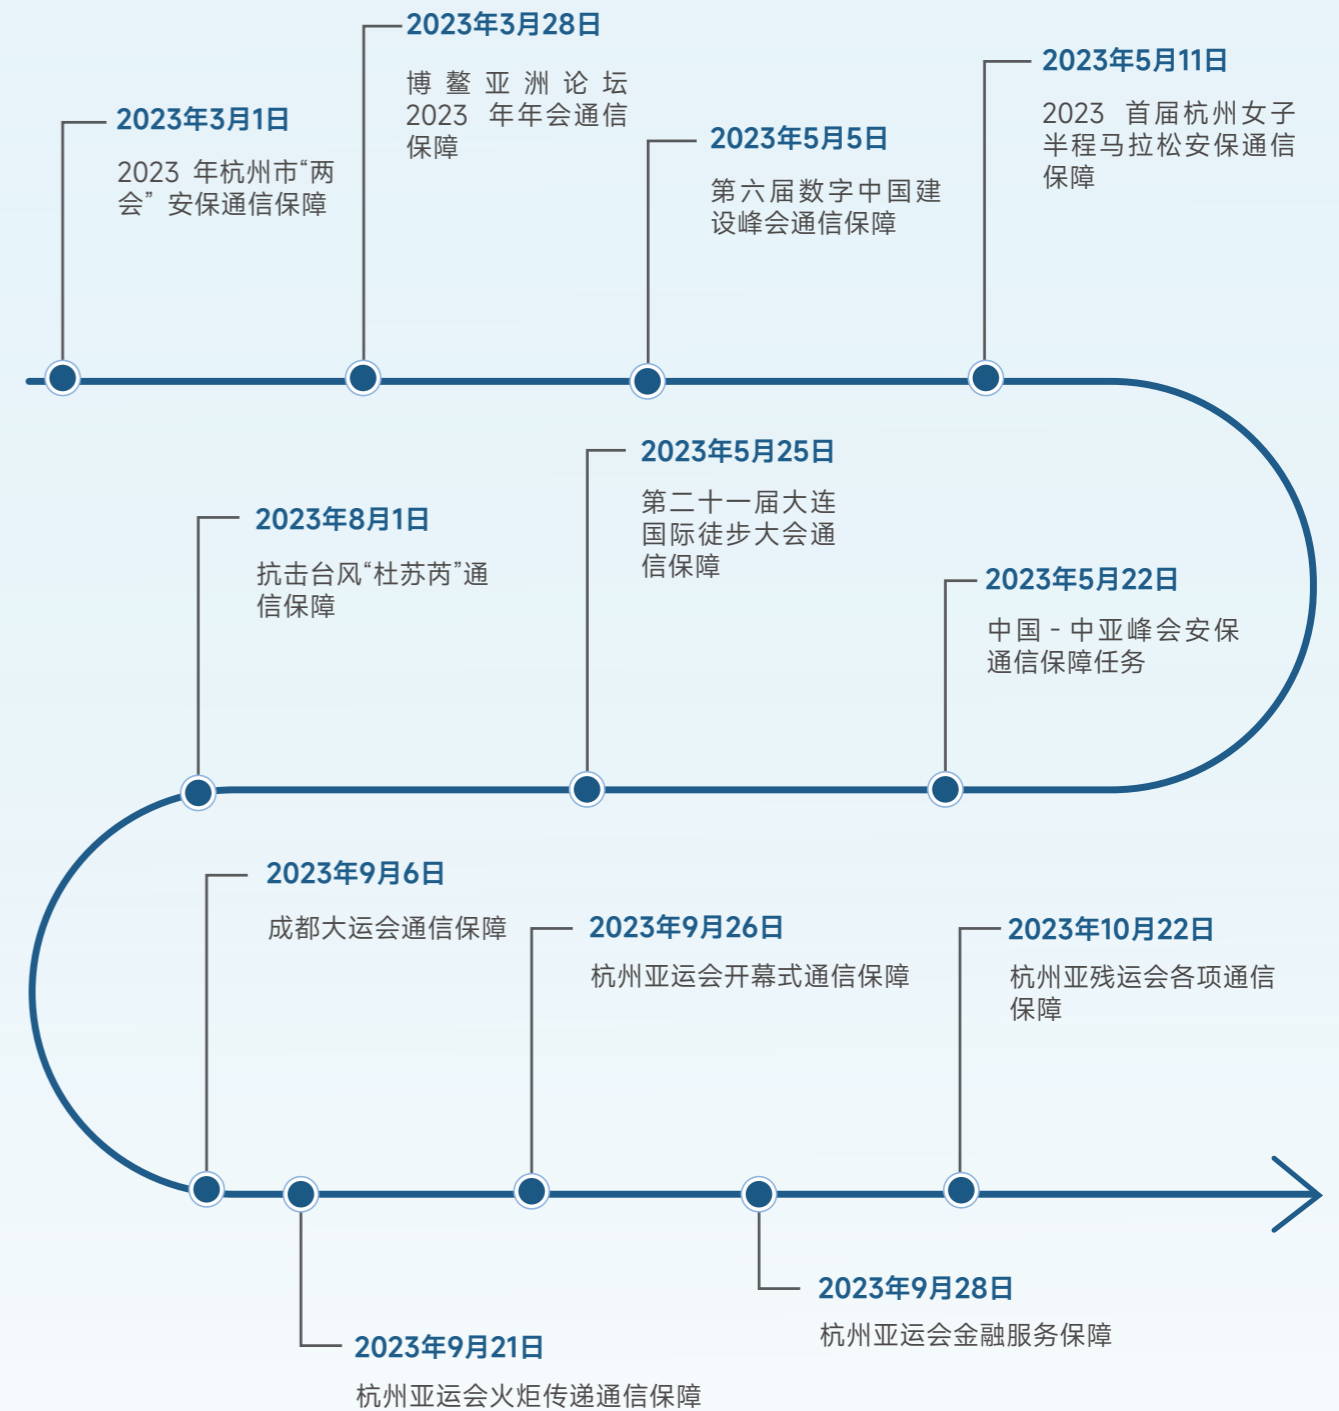 2023年3月1日
2023 年杭州市“两
会”安保通信保障
2023年3月28日
博鳌亚洲论坛
2023 年年会通信
保障
2023年5月5日
第六届数字中国建
设峰会通信保障
2023年5月11日
2023 首届杭州女子
半程马拉松安保通信
保障
2023年5月22日
中国 - 中亚峰会安保
通信保障任务
2023年5月25日
第二十一届大连
国际徒步大会通
信保障
2023年8月1日
抗击台风“杜苏芮”通
信保障
2023年9月6日
成都大运会通信保障
2023年9月21日
杭州亚运会火炬传递通信保障
2023年9月26日
杭州亚运会开幕式通信保障
2023年9月28日
杭州亚运会金融服务保障
2023年10月22日
杭州亚残运会各项通信
保障